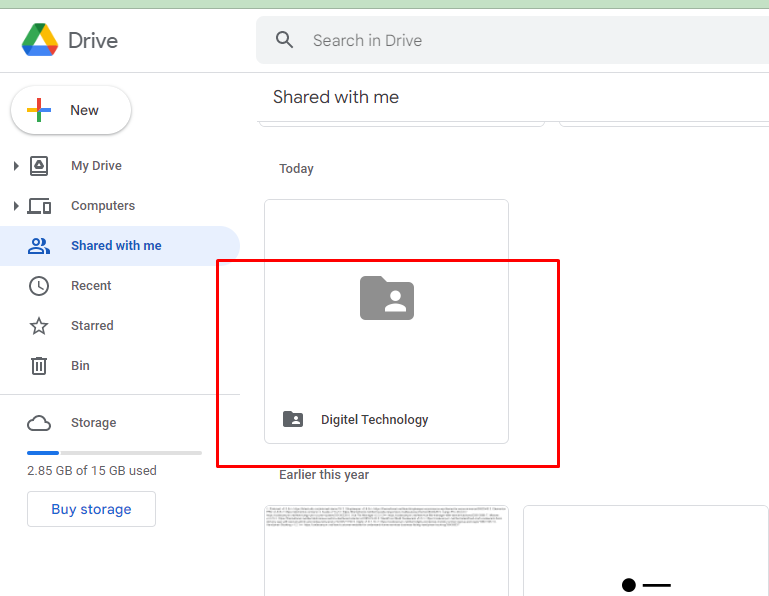 Drive
Search in Drive
New
Shared with me
My Drive
Today
Computers
Shared with me
Recent
Starred
Bin
Storage
Digitel Technology
2.85 GB of 15 GB used
Earlier this year
Buy storage